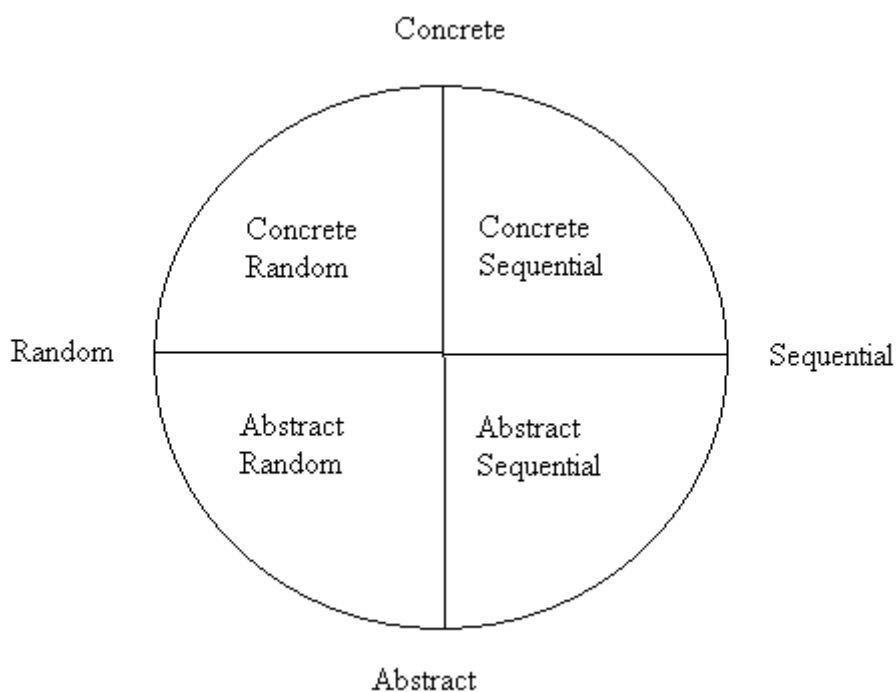 Concrete
Concrete
Random
Concrete
Sequential
Random
Sequential
Abstract
Random
Abstract
Sequential
Abstract